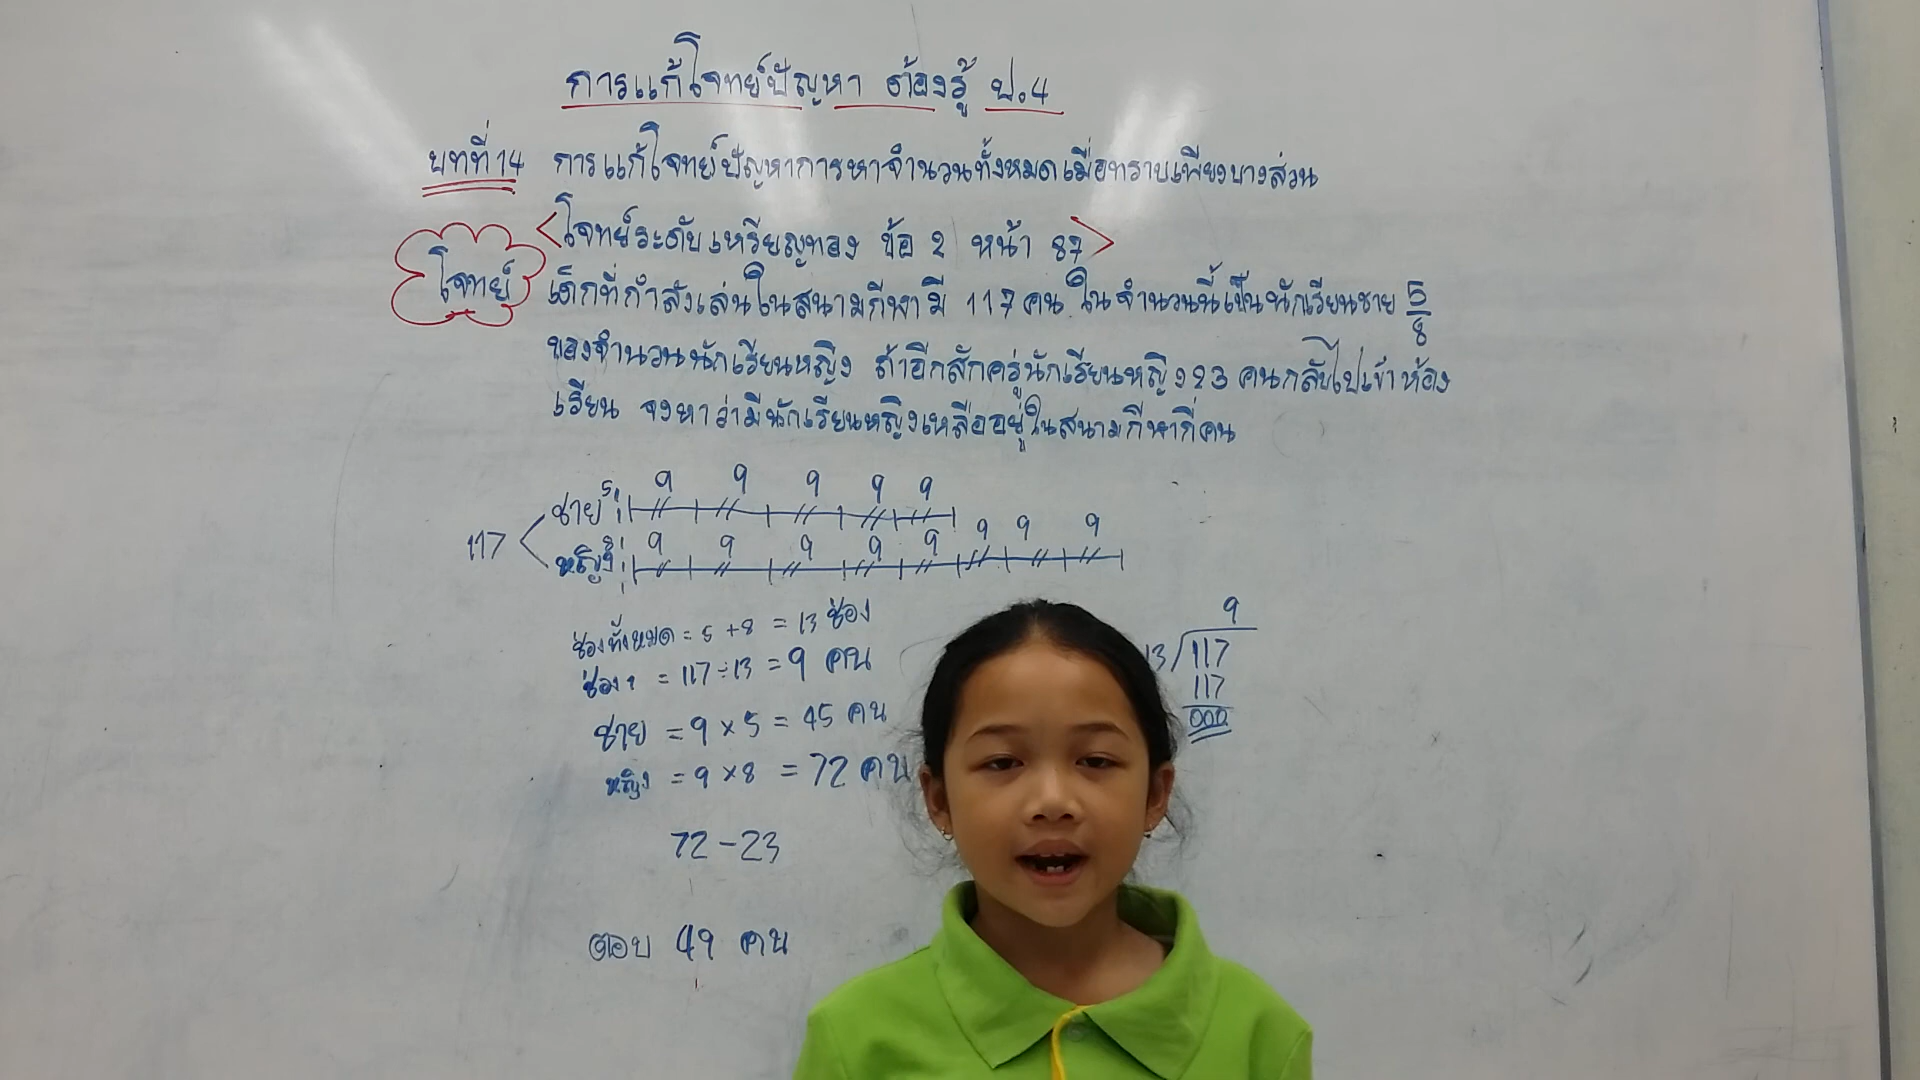 การแก้โจทย์ปัญหา ต้องรู้ ป.4
บทที่ 14 การแก้โจทย์ปัญหาการหาจำนวนทั้งหมดเมื่อทราบเพียงบางส่วน
<โจทย์ระดับเหรียญทอง ข้อ 2 หน้า 87>
โจทย์ เด็กที่กำลังเล่นในสนามกีฬามี 117 คน ในจำนวนนี้เป็นนักเรียนชาย 5/8
ของจำนวนนักเรียนหญิง ถ้าอีกสักครู่นักเรียนหญิง 23 คนกลับไปเข้าห้อง
เรียน จงหาว่ามีนักเรียนหญิงเหลืออยู่ในสนามกีฬากี่คน
9 9 9 9 9
ชาย 5
117
9 9 9 9 9 9 9 9
หญิง 8
ช่องทั้งหมด = 5 + 8 = 13 ช่อง
ช่อง 1 = 117 ÷ 13 = 9 คน
ชาย = 9 × 5 = 45 คน
หญิง = 9 × 8 = 72 คน
72 - 23
ตอบ 49 คน
9
13 117
117
000